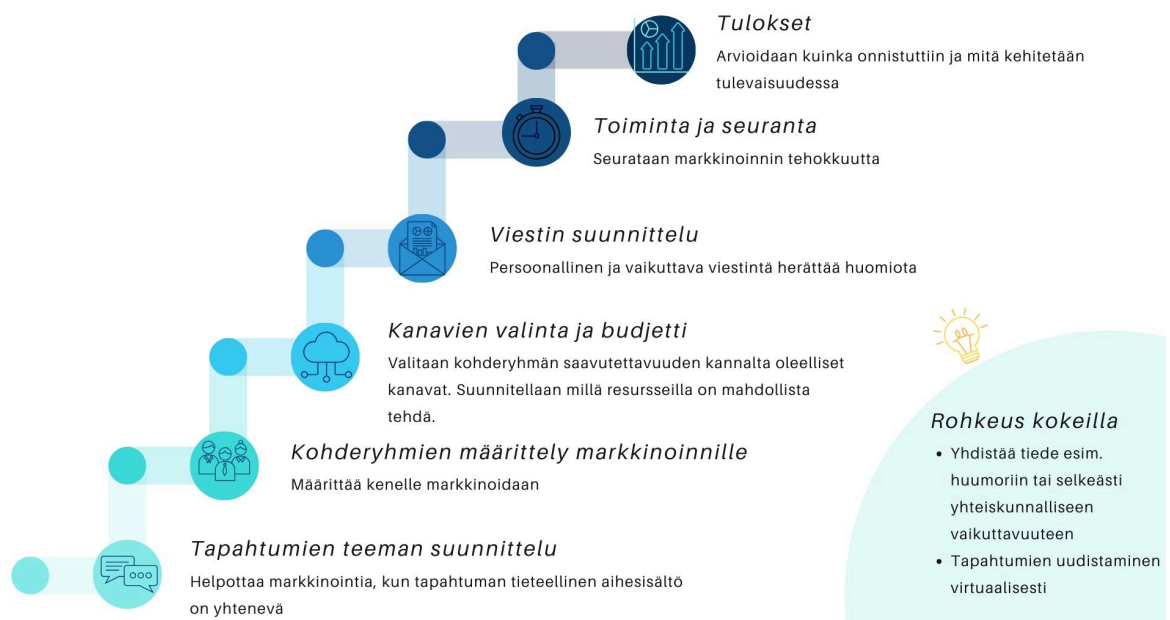 Tulokset
Arvioidaan kuinka onnistuttiin ja mitä kehitetään
tulevaisuudessa
Toiminta ja seuranta
Seurataan markkinoinnin tehokkuutta
Viestin suunnittelu
Persoonallinen ja vaikuttava viestintä herättää huomiota
Kanavien valinta ja budjetti
Valitaan kohderyhmän saavutettavuuden kannalta oleelliset
kanavat. Suunnitellaan millä resursseilla on mahdollista
tehdä.
Kohderyhmien määrittely markkinoinnille
Määrittää kenelle markkinoidaan
Tapahtumien teeman suunnittelu
Helpottaa markkinointia, kun tapahtuman tieteellinen aihesisältö
on yhtenevä
Rohkeus kokeilla
• Yhdistää tiede esim.
huumoriin tai selkeästi
yhteiskunnalliseen
vaikuttavuuteen
• Tapahtumien uudistaminen
virtuaalisesti